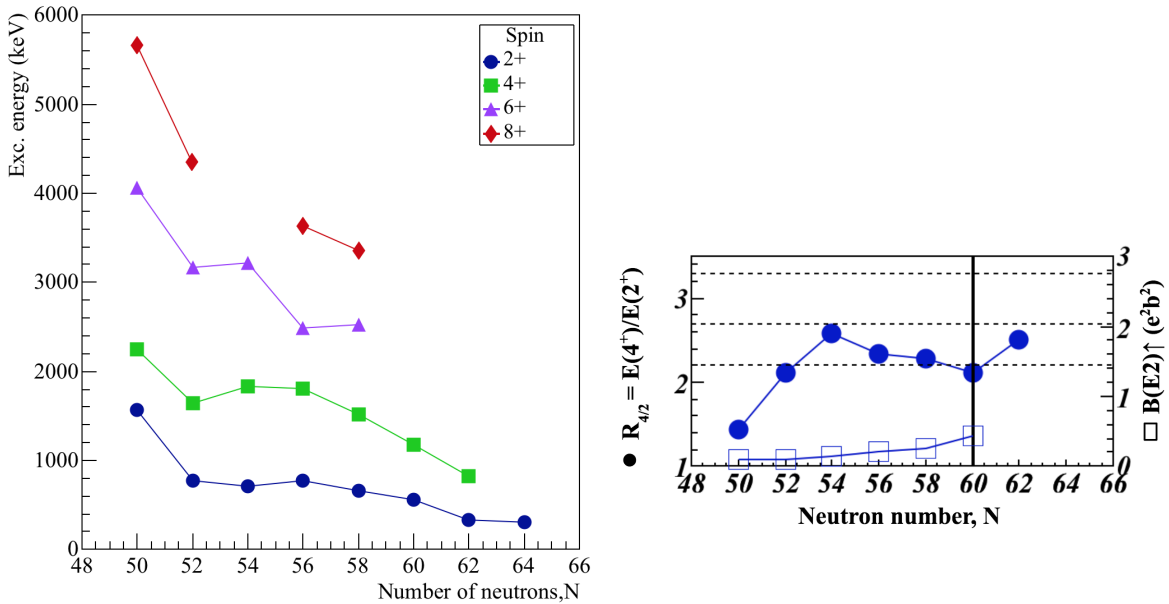 6000
5000
4000
3000
2000
1000
0
Exc. energy (keV)
Spin
2+
4+
6+
8+
48 50 52 54 56 58 60 62 64 66
Number of neutrons,N
● R4/2 = E(4+)/E(2+)
3
2
1
3
2
1
0
□ B(E2)↑ (e²b²)
48 50 52 54 56 58 60 62 64 66
Neutron number, N